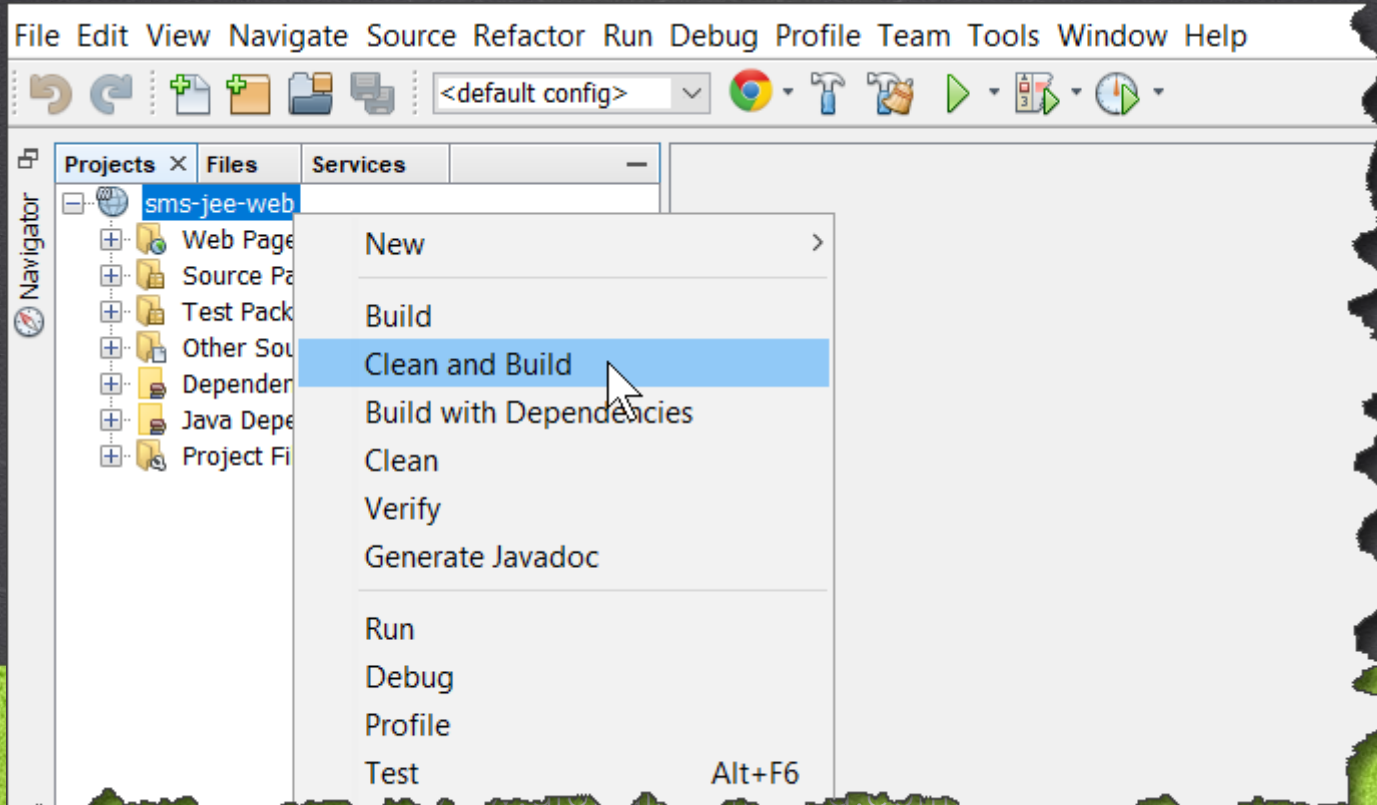 File Edit View Navigate Source Refactor Run Debug Profile Team Tools Window Help
<default config>
Projects Files Services
Navigator
sms-jee-web
Web Page
Source Pa
Test Pack
Other Sou
Dependen
Java Depe
Project Fi
New
Build
Clean and Build
Build with Dependencies
Clean
Verify
Generate Javadoc
Run
Debug
Profile
Test Alt+F6